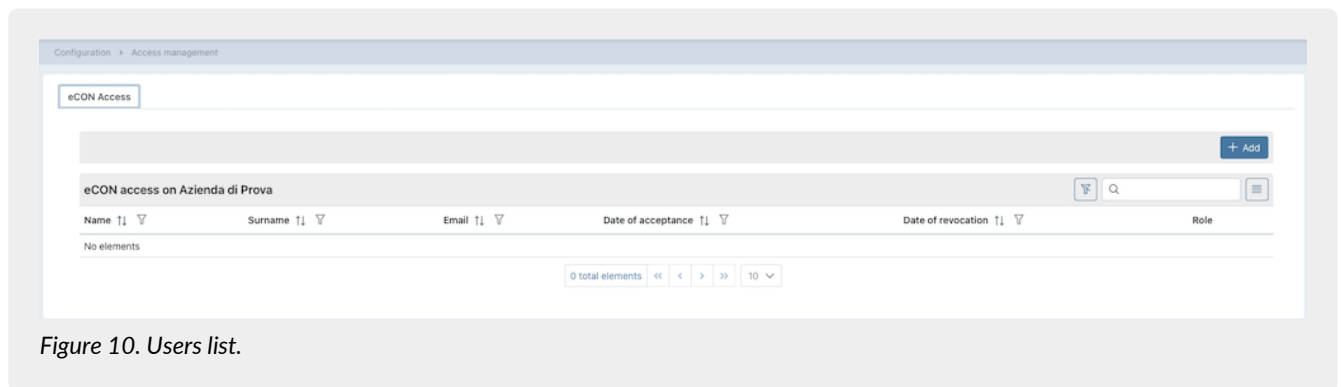 Configuration › Access management
eCON Access
+ Add
eCON access on Azienda di Prova
Name Surname Email Date of acceptance Date of revocation Role
No elements
0 total elements « ‹ › » 10
Figure 10. Users list.